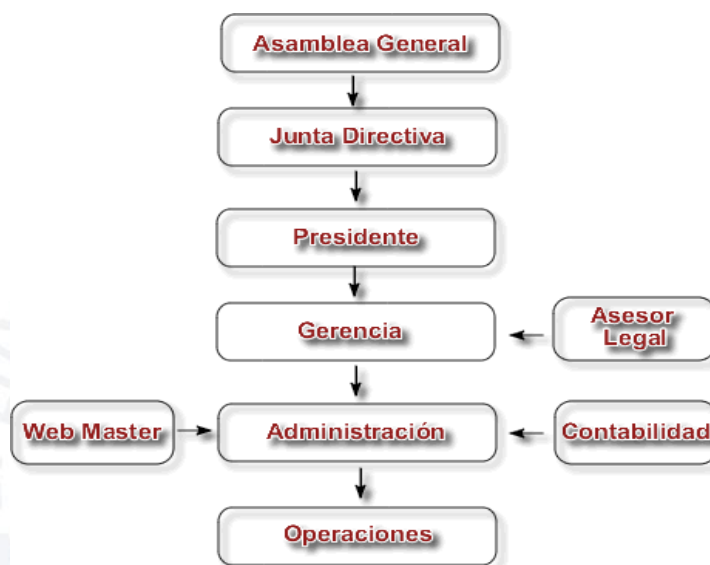 Asamblea General
Junta Directiva
Presidente
Gerencia
Asesor
Legal
Web Master
Administración
Contabilidad
Operaciones